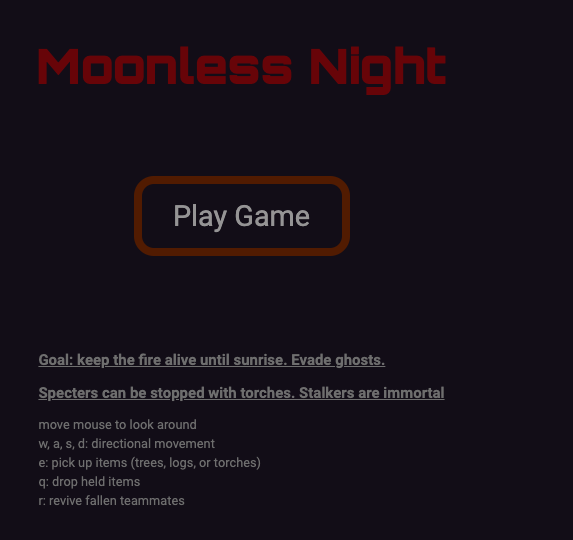 Moonless Night
Play Game
Goal: keep the fire alive until sunrise. Evade ghosts.
Specters can be stopped with torches. Stalkers are immortal
move mouse to look around
w, a, s, d: directional movement
e: pick up items (trees, logs, or torches)
q: drop held items
r: revive fallen teammates